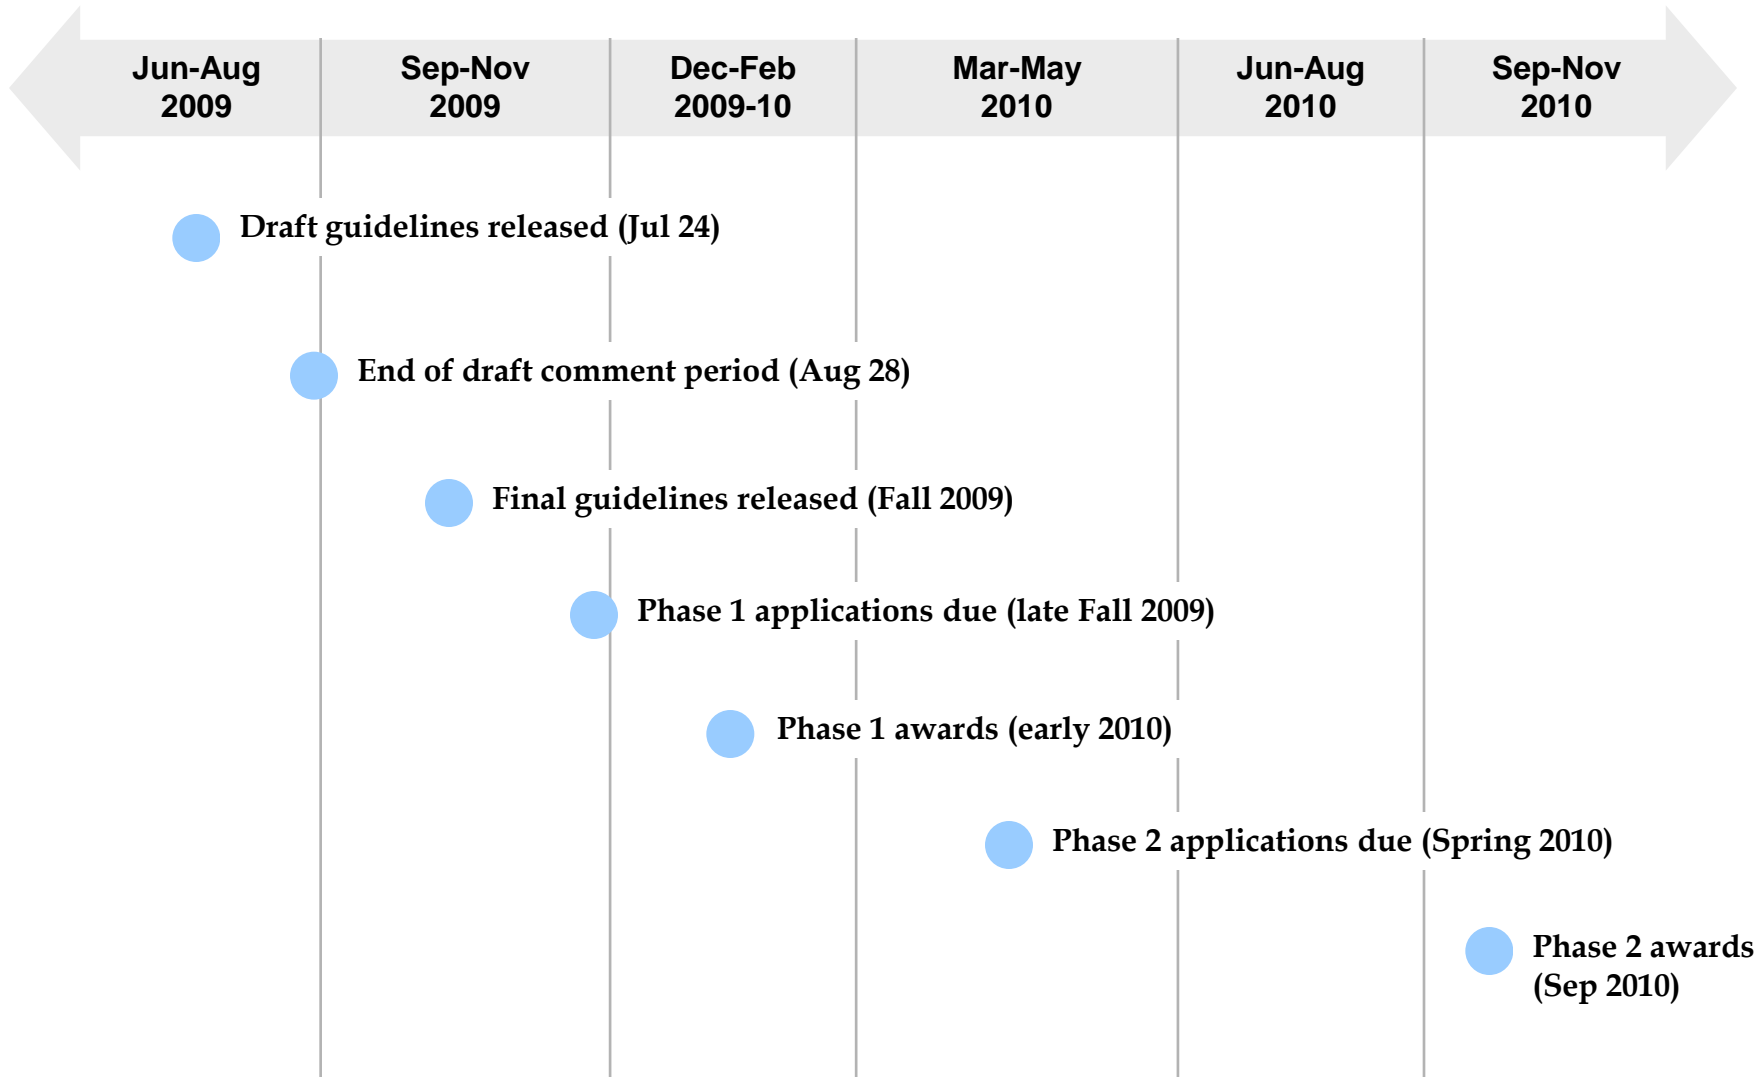 Jun-Aug
2009
Sep-Nov
2009
Dec-Feb
2009-10
Mar-May
2010
Jun-Aug
2010
Sep-Nov
2010
Draft guidelines released (Jul 24)
End of draft comment period (Aug 28)
Final guidelines released (Fall 2009)
Phase 1 applications due (late Fall 2009)
Phase 1 awards (early 2010)
Phase 2 applications due (Spring 2010)
Phase 2 awards
(Sep 2010)